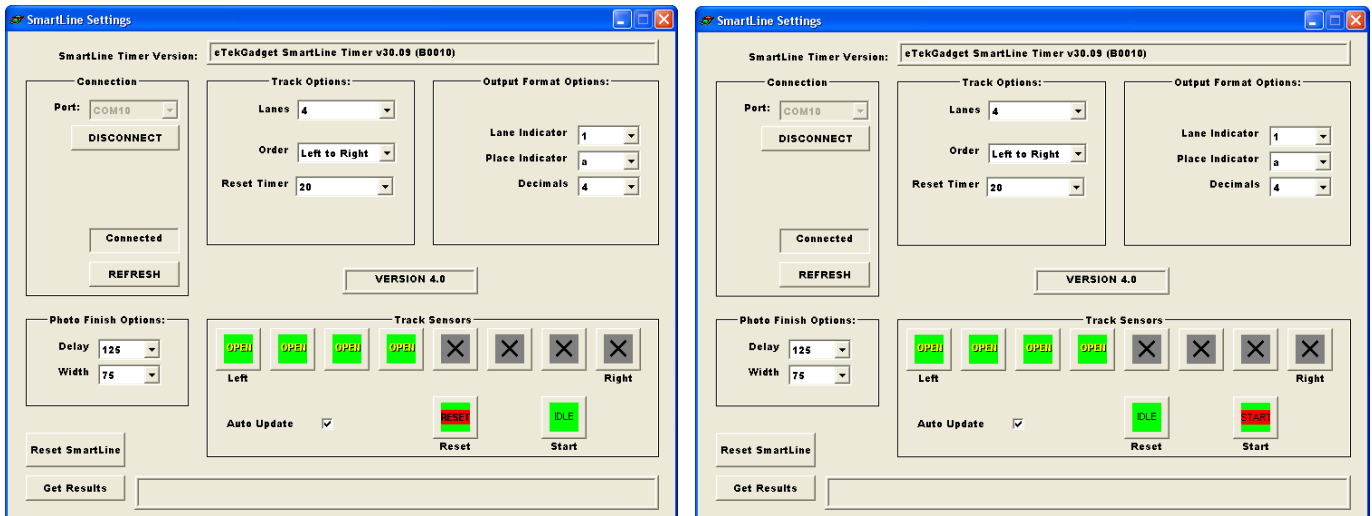 SmartLine Settings
SmartLine Timer Version: eTekGadget SmartLine Timer v30.09 (B0010)
Connection
Port: COM10
DISCONNECT
Connected
REFRESH
Track Options:
Lanes 4
Order Left to Right
Reset Timer 20
Output Format Options:
Lane Indicator 1
Place Indicator a
Decimals 4
VERSION 4.0
Photo Finish Options:
Delay 125
Width 75
Track Sensors
OPEN OPEN OPEN OPEN
Left Right
Auto Update RESET IDLE
Reset Start
Reset SmartLine
Get Results
SmartLine Settings
SmartLine Timer Version: eTekGadget SmartLine Timer v30.09 (B0010)
Connection
Port: COM10
DISCONNECT
Connected
REFRESH
Track Options:
Lanes 4
Order Left to Right
Reset Timer 20
Output Format Options:
Lane Indicator 1
Place Indicator a
Decimals 4
VERSION 4.0
Photo Finish Options:
Delay 125
Width 75
Track Sensors
OPEN OPEN OPEN OPEN
Left Right
Auto Update IDLE START
Reset Start
Reset SmartLine
Get Results